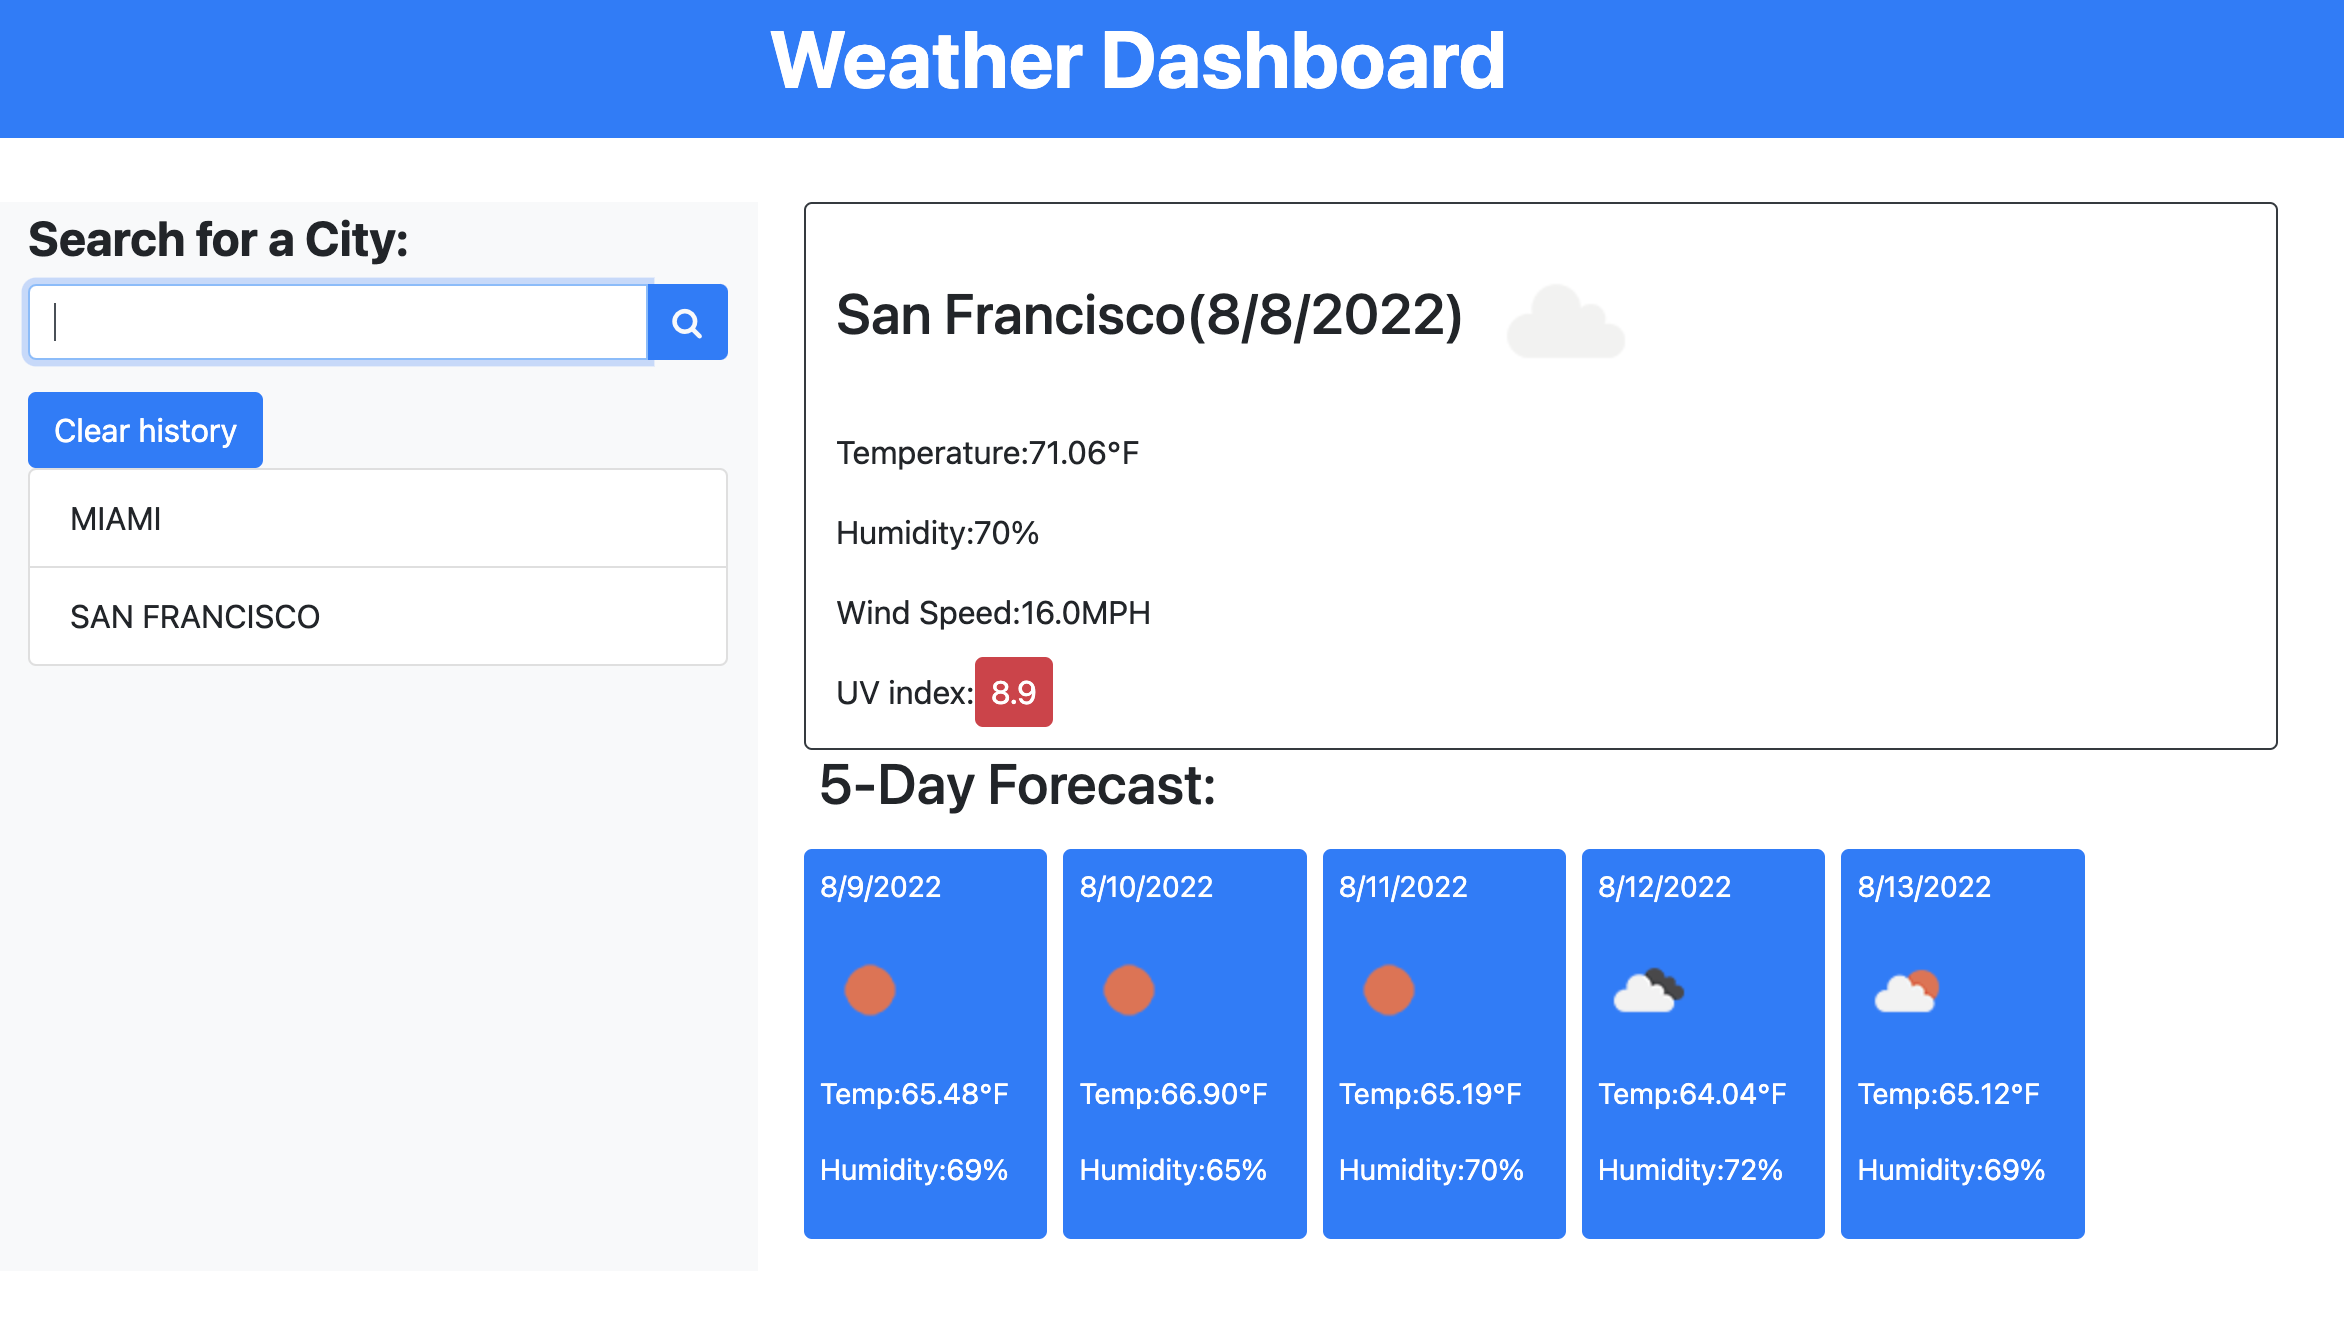 Weather Dashboard
Search for a City:
Clear history
MIAMI
SAN FRANCISCO
San Francisco(8/8/2022)
Temperature:71.06°F
Humidity:70%
Wind Speed:16.0MPH
UV index:8.9
5-Day Forecast:
8/9/2022
Temp:65.48°F
Humidity:69%
8/10/2022
Temp:66.90°F
Humidity:65%
8/11/2022
Temp:65.19°F
Humidity:70%
8/12/2022
Temp:64.04°F
Humidity:72%
8/13/2022
Temp:65.12°F
Humidity:69%